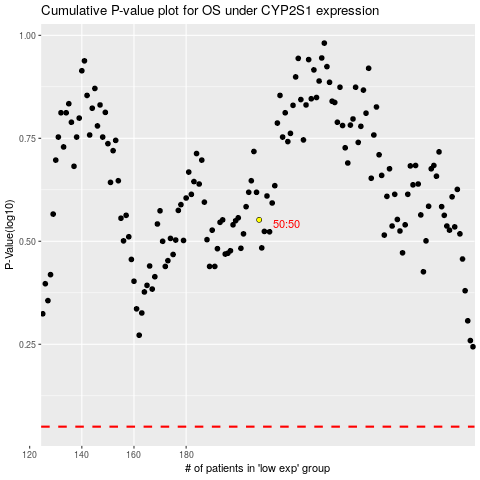 Cumulative P-value plot for OS under CYP2S1 expression
1.00
0.75
0.50
0.25
P-Value(log10)
50:50
120 140 160 180
# of patients in 'low exp' group